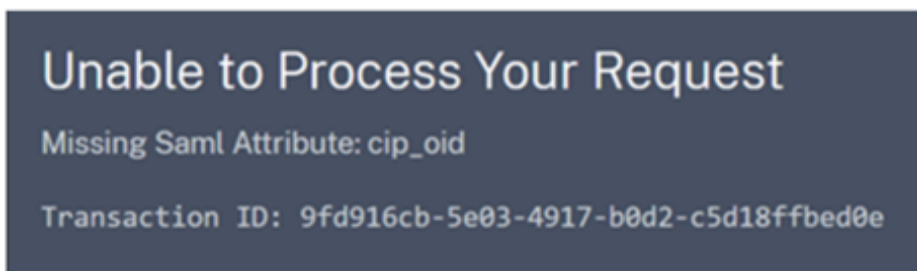 Unable to Process Your Request
Missing Saml Attribute: cip_oid
Transaction ID: 9fd916cb-5e03-4917-b0d2-c5d18ffbed0e